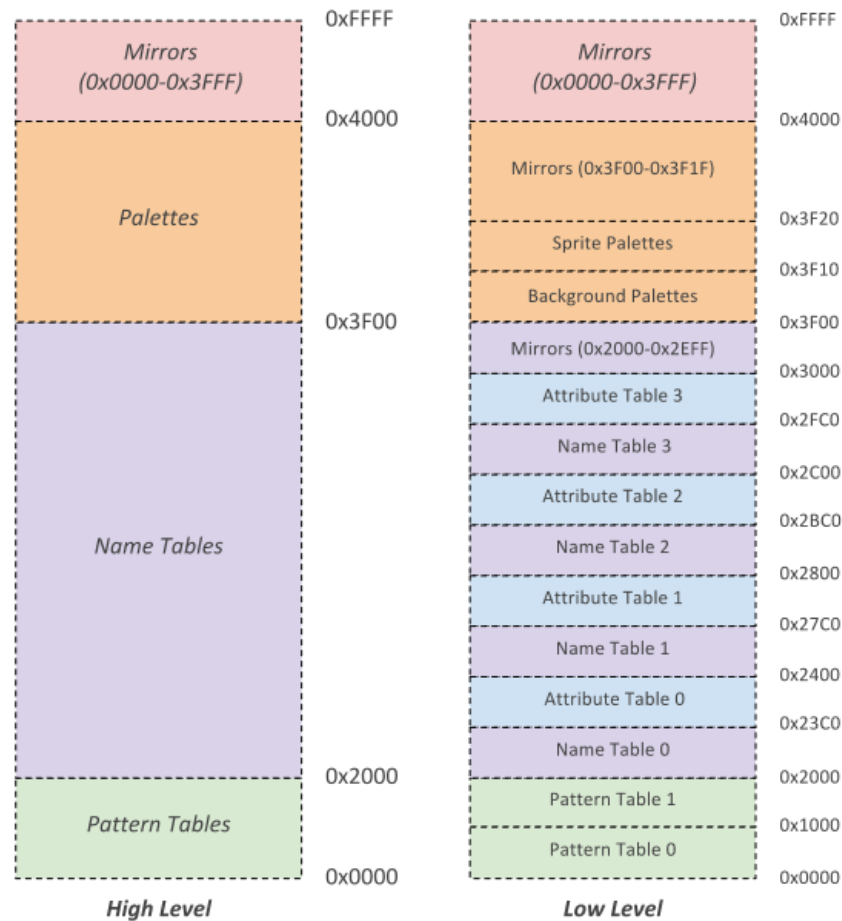 0xFFFF
Mirrors
(0x0000-0x3FFF)
0x4000
Palettes
0x3F00
Name Tables
0x2000
Pattern Tables
0x0000
High Level
0xFFFF
Mirrors
(0x0000-0x3FFF)
0x4000
Mirrors (0x3F00-0x3F1F)
0x3F20
Sprite Palettes
0x3F10
Background Palettes
0x3F00
Mirrors (0x2000-0x2EFF)
0x3000
Attribute Table 3
0x2FC0
Name Table 3
0x2C00
Attribute Table 2
0x2BC0
Name Table 2
0x2800
Attribute Table 1
0x27C0
Name Table 1
0x2400
Attribute Table 0
0x23C0
Name Table 0
0x2000
Pattern Table 1
0x1000
Pattern Table 0
0x0000
Low Level